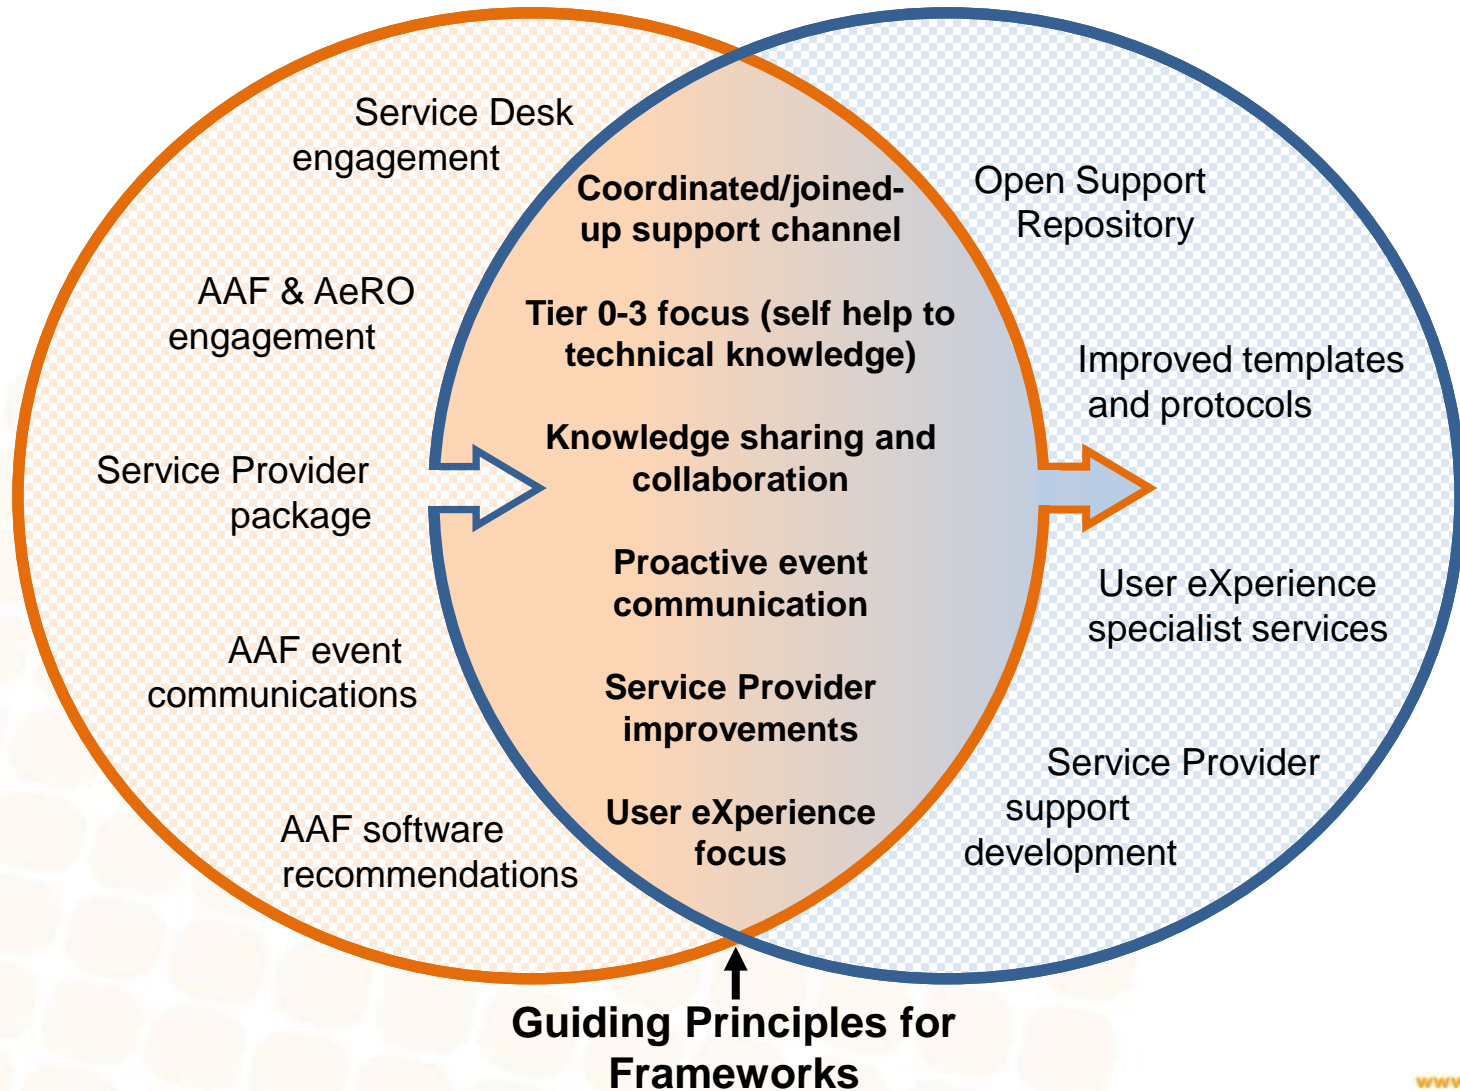 Service Desk
engagement
AAF & AeRO
engagement
Service Provider
package
AAF event
communications
AAF software
recommendations
Coordinated/joined-
up support channel
Tier 0-3 focus (self help to
technical knowledge)
Knowledge sharing and
collaboration
Proactive event
communication
Service Provider
improvements
User eXperience
focus
Open Support
Repository
Improved templates
and protocols
User eXperience
specialist services
Service Provider
support
development
Guiding Principles for
Frameworks
www